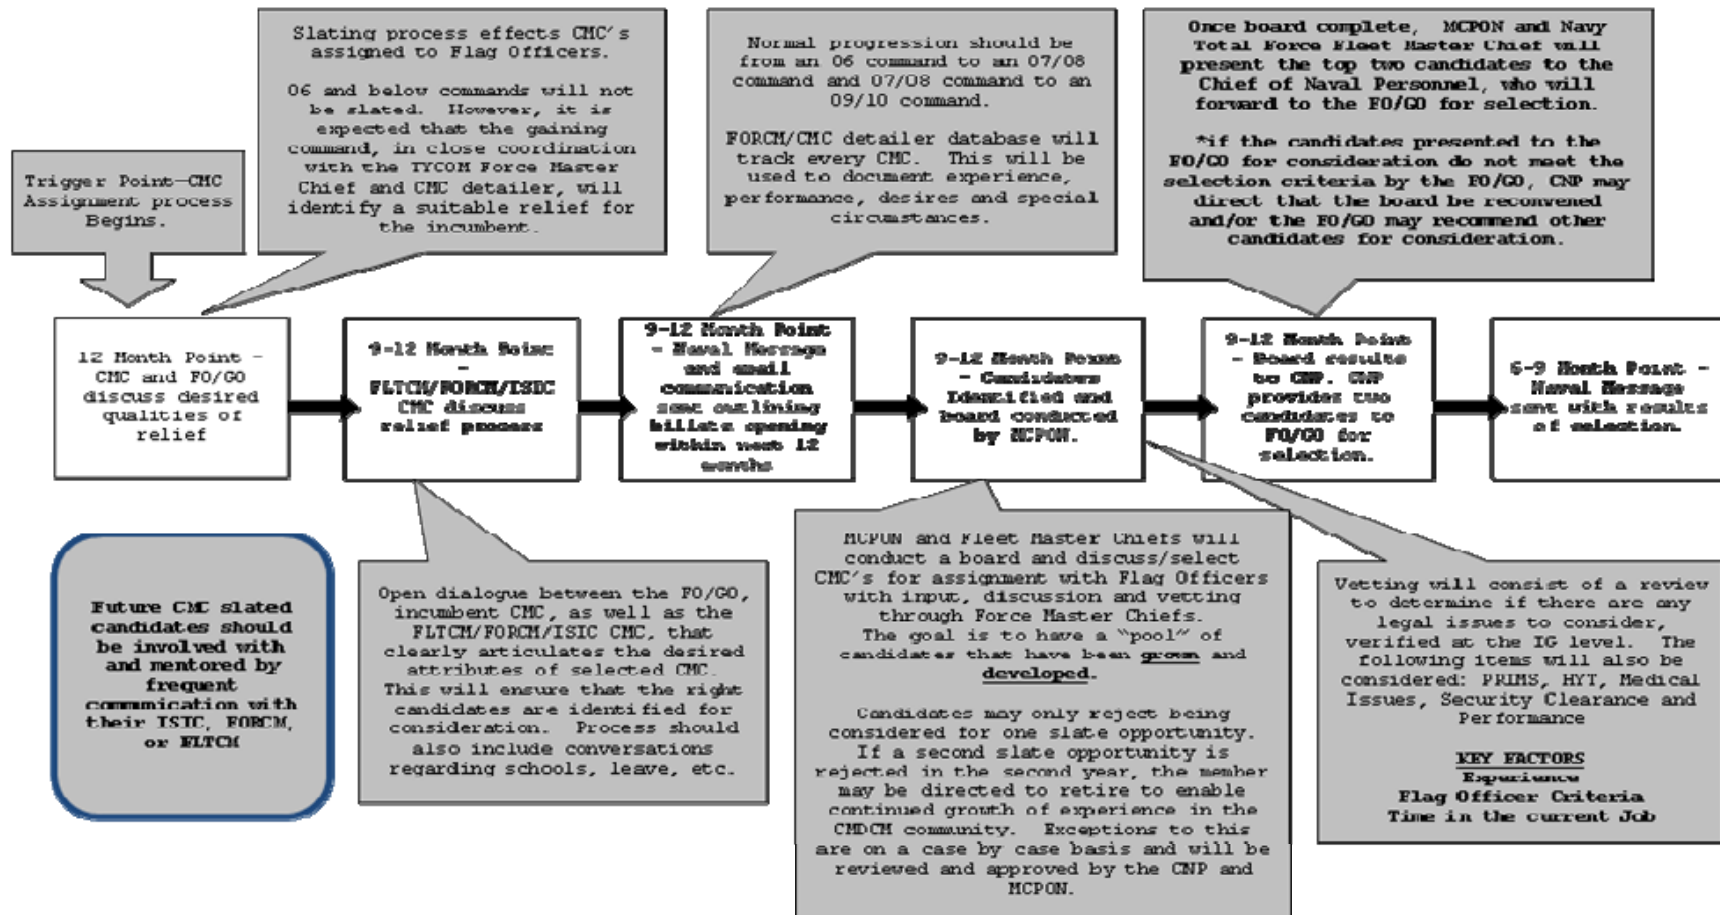 Slating process effects CMC's
assigned to Flag Officers.
06 and below commands will not
be slated. However, it is
expected that the gaining
command, in close coordination
with the TYCOM Force Master
Chief and CMC detailer, will
identify a suitable relief for
the incumbent.
Normal progression should be
from an 06 command to an 07/08
command and 07/08 command to an
09/10 command.
FORCM/CMC detailer database will
track every CMC. This will be
used to document experience,
performance, desires and special
circumstances.
Once board complete, MCPON and Navy
Total Force Fleet Master Chief will
present the top two candidates to the
Chief of Naval Personnel, who will
forward to the FO/GO for selection.
*if the candidates presented to the
FO/GO for consideration do not meet the
selection criteria by the FO/GO, CNP may
direct that the board be reconvened
and/or the FO/GO may recommend other
candidates for consideration.
Trigger Point-CMC
Assignment process
Begins.
12 Month Point -
CMC and FO/GO
discuss desired
qualities of
relief
9-12 Month Point
-
FLTCM/FORCM/ISIC
CMC discuss
relief process
9-12 Month Point
- Naval Message
and email
communication
sent outlining
billets opening
within next 12
months
9-12 Month Point
- Candidates
Identified and
board conducted
by MCPON.
9-12 Month Point
- Board results
to CNP. CNP
provides two
candidates to
FO/GO for
selection.
6-9 Month Point -
Naval Message
sent with results
of selection.
Future CMC slated
candidates should
be involved with
and mentored by
frequent
communication with
their ISIC, FORCM,
or FLTCM
Open dialogue between the FO/GO,
incumbent CMC, as well as the
FLTCM/FORCM/ISIC CMC, that
clearly articulates the desired
attributes of selected CMC.
This will ensure that the right
candidates are identified for
consideration. Process should
also include conversations
regarding schools, leave, etc.
MCPON and Fleet Master Chiefs will
conduct a board and discuss/select
CMC's for assignment with Flag Officers
with input, discussion and vetting
through Force Master Chiefs.
The goal is to have a "pool" of
candidates that have been grown and
developed.
Candidates may only reject being
considered for one slate opportunity.
If a second slate opportunity is
rejected in the second year, the member
may be directed to retire to enable
continued growth of experience in the
CMDCM community. Exceptions to this
are on a case by case basis and will be
reviewed and approved by the CNP and
MCPON.
Vetting will consist of a review
to determine if there are any
legal issues to consider,
verified at the IG level. The
following items will also be
considered: PRIMS, HYT, Medical
Issues, Security Clearance and
Performance
KEY FACTORS
Experience
Flag Officer Criteria
Time in the current Job